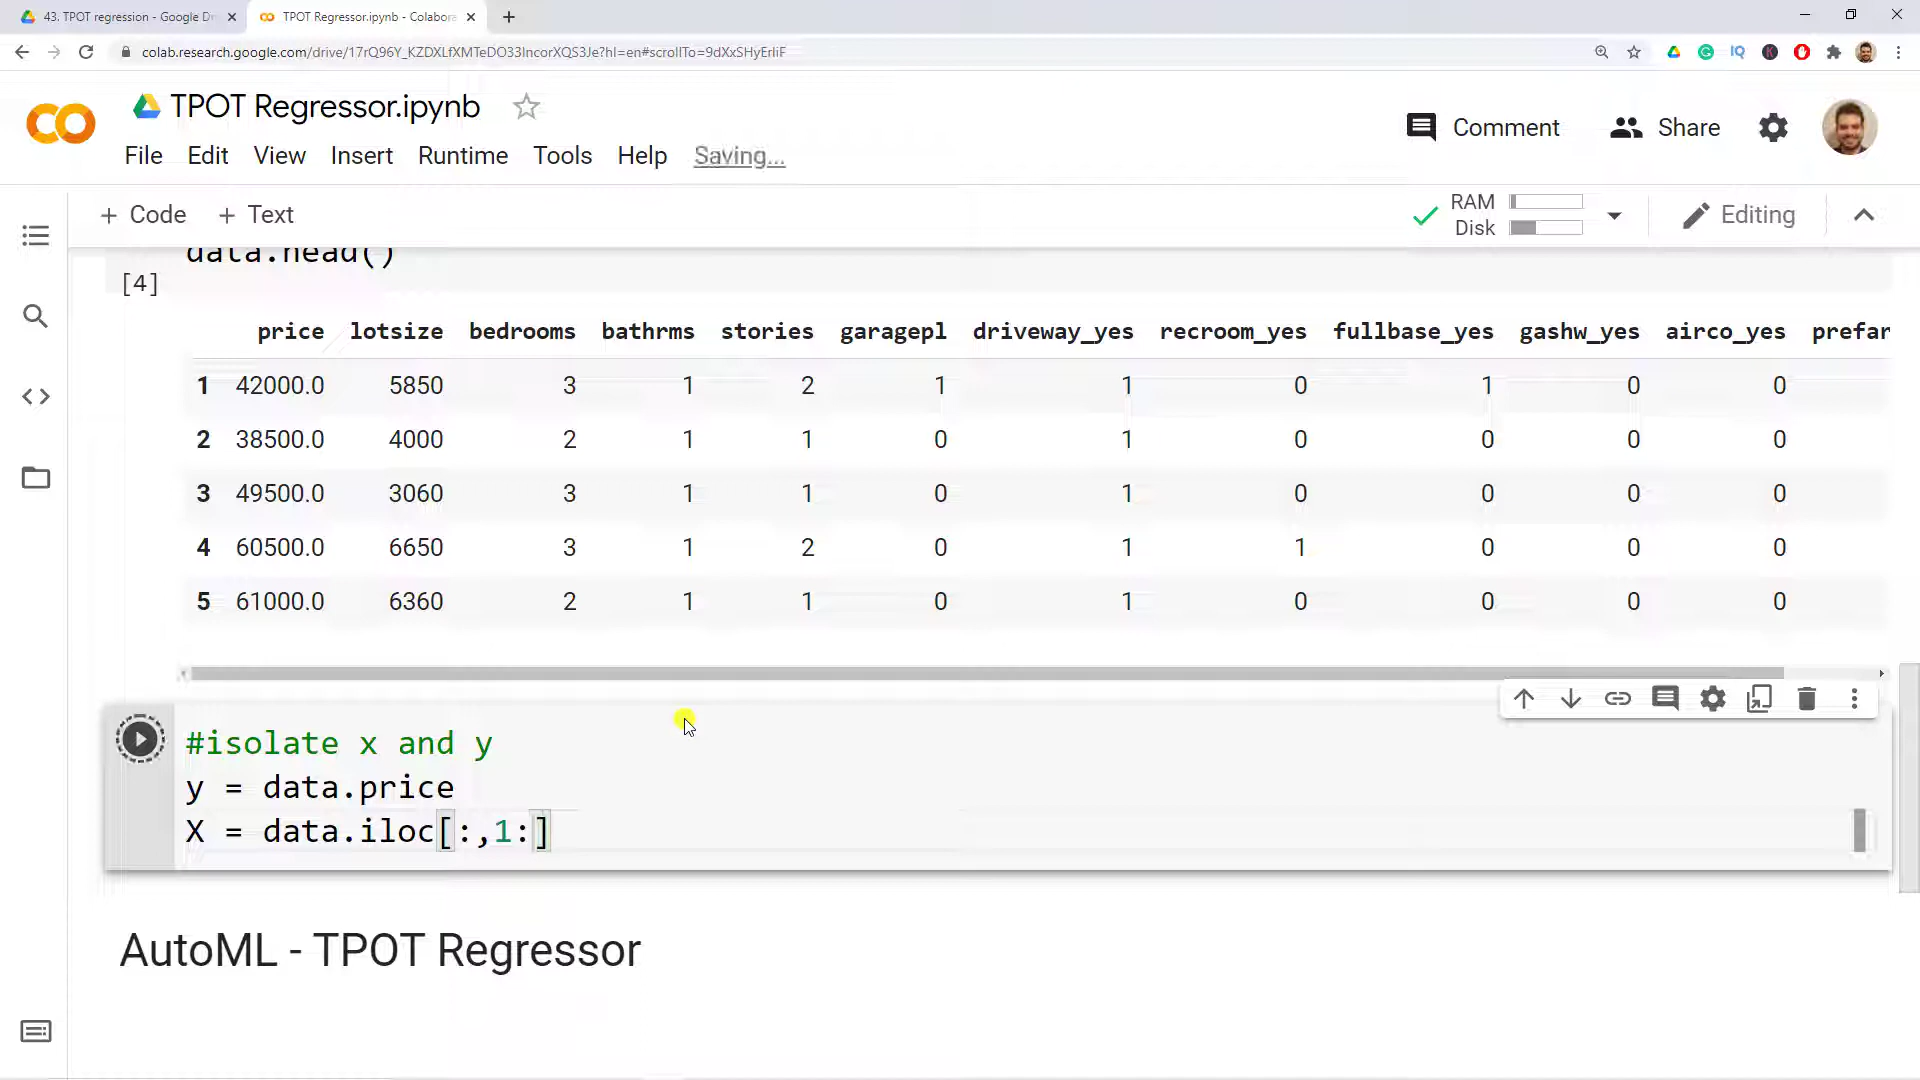 43. TPOT regression - Google Dr
TPOT Regressor.ipynb - Colabora
colab.research.google.com/drive/17rQ96Y_KZDXLfXMTeDO33IncorXQS3Je?hl=en#scrollTo=9dXxSHyErIiF
TPOT Regressor.ipynb
Comment
Share
File Edit View Insert Runtime Tools Help Saving...
+ Code + Text
RAM
Disk
Editing
data.head()
[4]
price lotsize bedrooms bathrms stories garagepl driveway_yes recroom_yes fullbase_yes gashw_yes airco_yes prefar
1 42000.0 5850 3 1 2 1 1 0 1 0 0
2 38500.0 4000 2 1 1 0 1 0 0 0 0
3 49500.0 3060 3 1 1 0 1 0 0 0 0
4 60500.0 6650 3 1 2 0 1 1 0 0 0
5 61000.0 6360 2 1 1 0 1 0 0 0 0
#isolate x and y
y = data.price
X = data.iloc[:,1:]
AutoML - TPOT Regressor